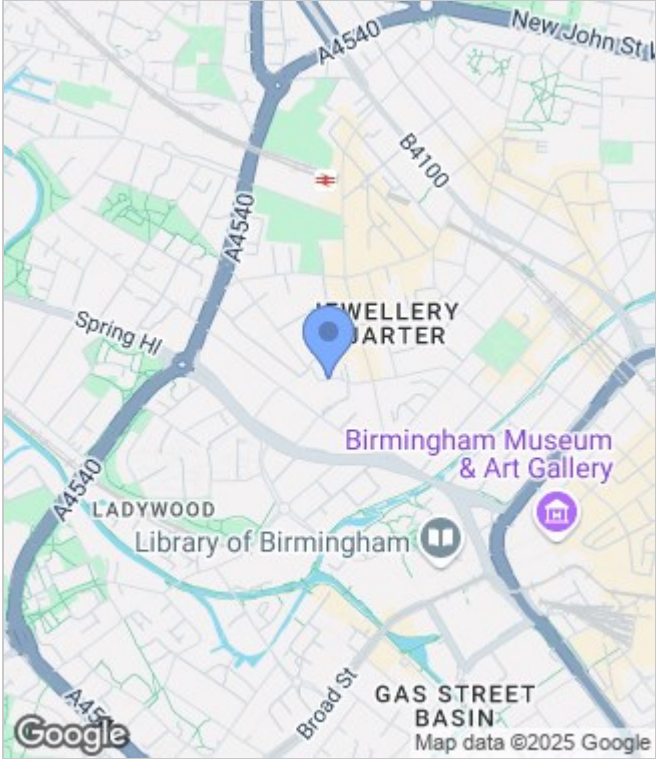 A4540
New John St W
B4100
A4540
JEWELLERY
QUARTER
Spring Hl
Birmingham Museum
& Art Gallery
A4540
LADYWOOD
Library of Birmingham
Broad St
GAS STREET
BASIN
Google
Map data ©2025 Google